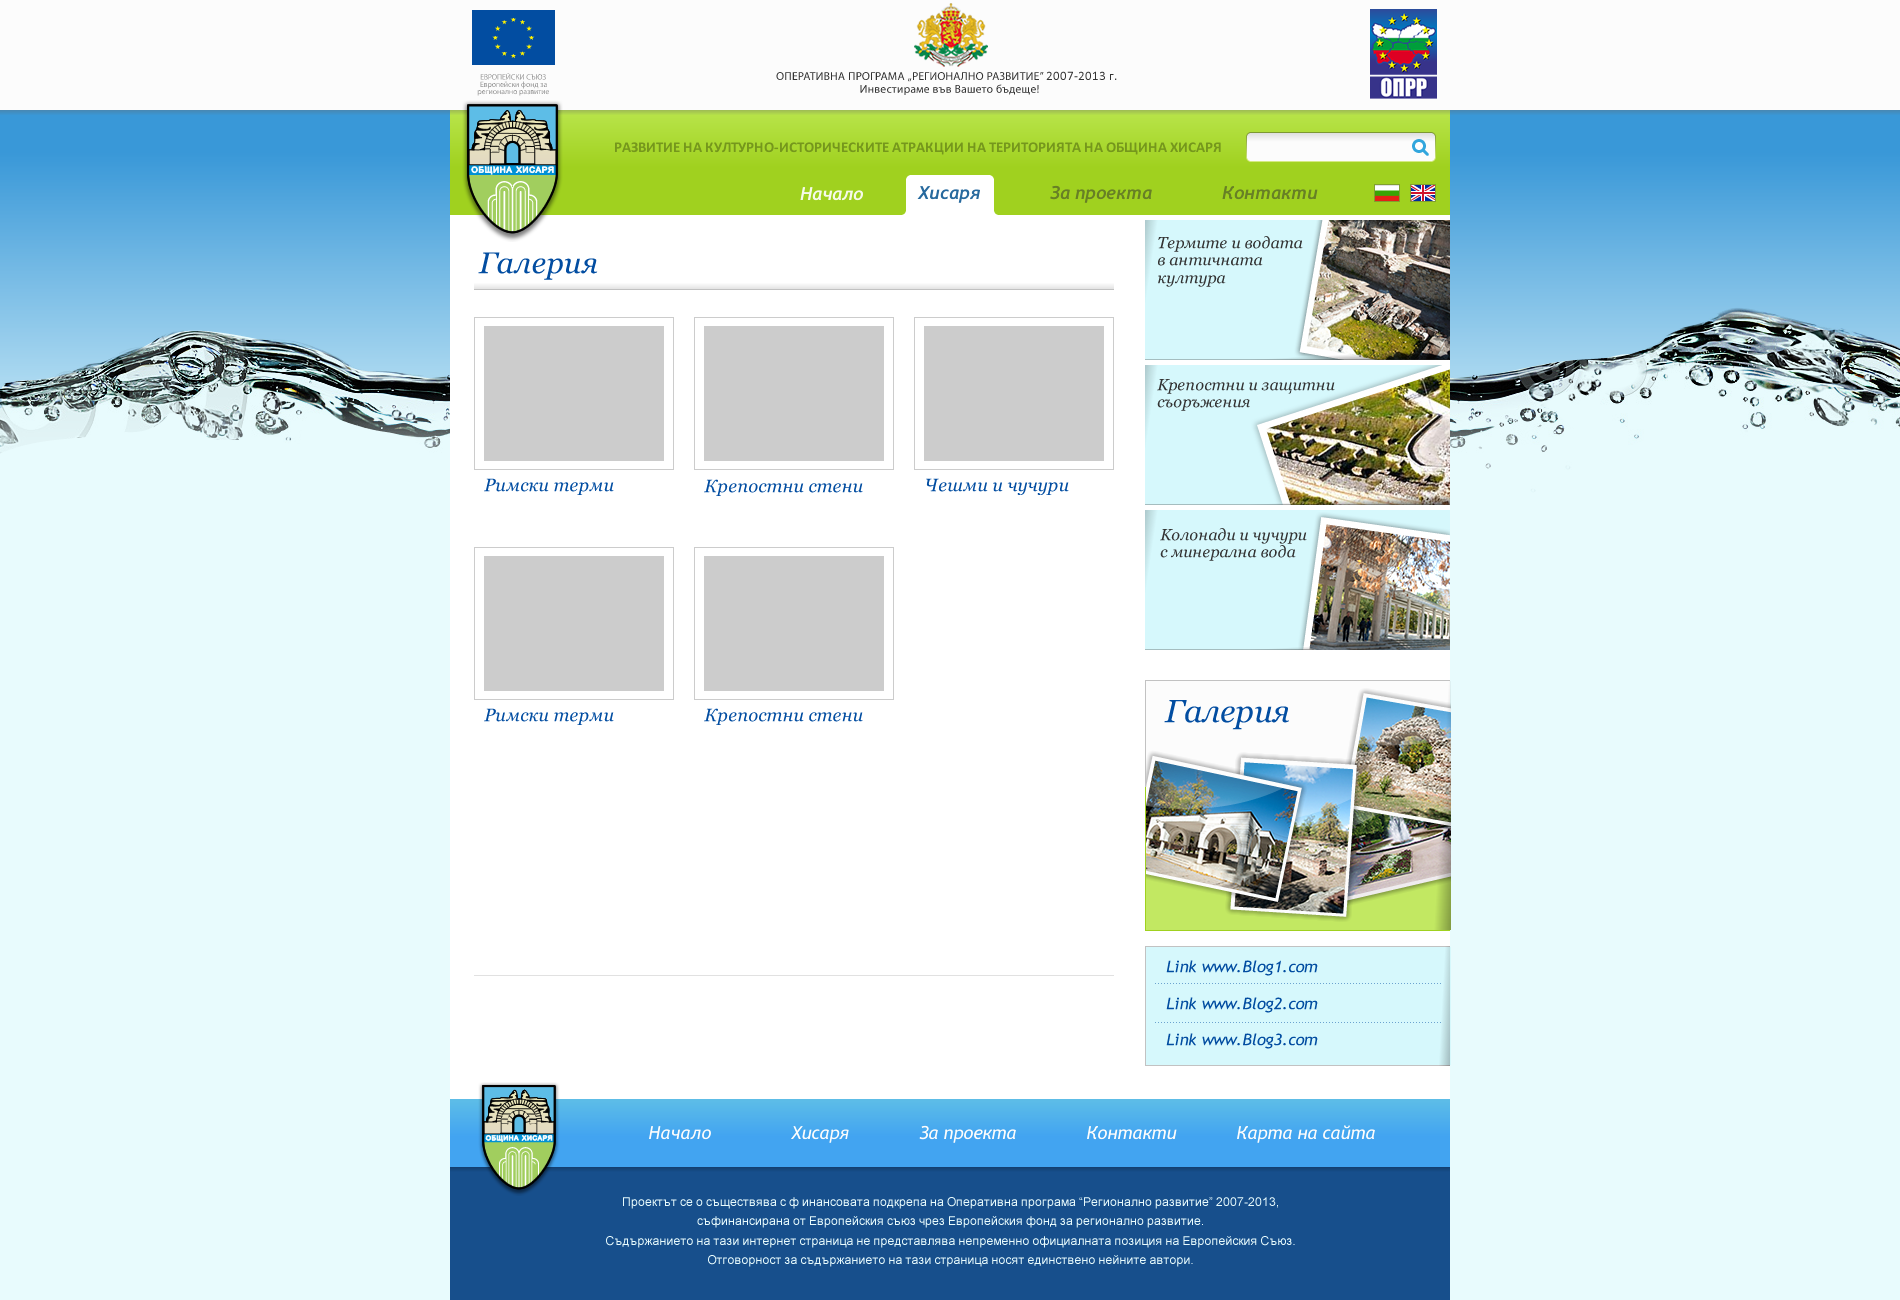 ЕВРОПЕЙСКИ СЪЮЗ
Европейски фонд за
регионално развитие
ОПЕРАТИВНА ПРОГРАМА „РЕГИОНАЛНО РАЗВИТИЕ" 2007-2013 г.
Инвестираме във Вашето бъдеще!
ОПРР
ОБЩИНА ХИСАРЯ
РАЗВИТИЕ НА КУЛТУРНО-ИСТОРИЧЕСКИТЕ АТРАКЦИИ НА ТЕРИТОРИЯТА НА ОБЩИНА ХИСАРЯ
Начало Хисаря За проекта Контакти
Галерия
Римски терми
Крепостни стени
Чешми и чучури
Римски терми
Крепостни стени
Термите и водата
в античната
култура
Крепостни и защитни
съоръжения
Колонади и чучури
с минерална вода
Галерия
Link www.Blog1.com
Link www.Blog2.com
Link www.Blog3.com
ОБЩИНА ХИСАРЯ
Начало Хисаря За проекта Контакти Карта на сайта
Проектът се о съществява с ф инансовата подкрепа на Оперативна програма “Регионално развитие” 2007-2013,
съфинансирана от Европейския съюз чрез Европейския фонд за регионално развитие.
Съдържанието на тази интернет страница не представлява непременно официалната позиция на Европейския Съюз.
Отговорност за съдържанието на тази страница носят единствено нейните автори.